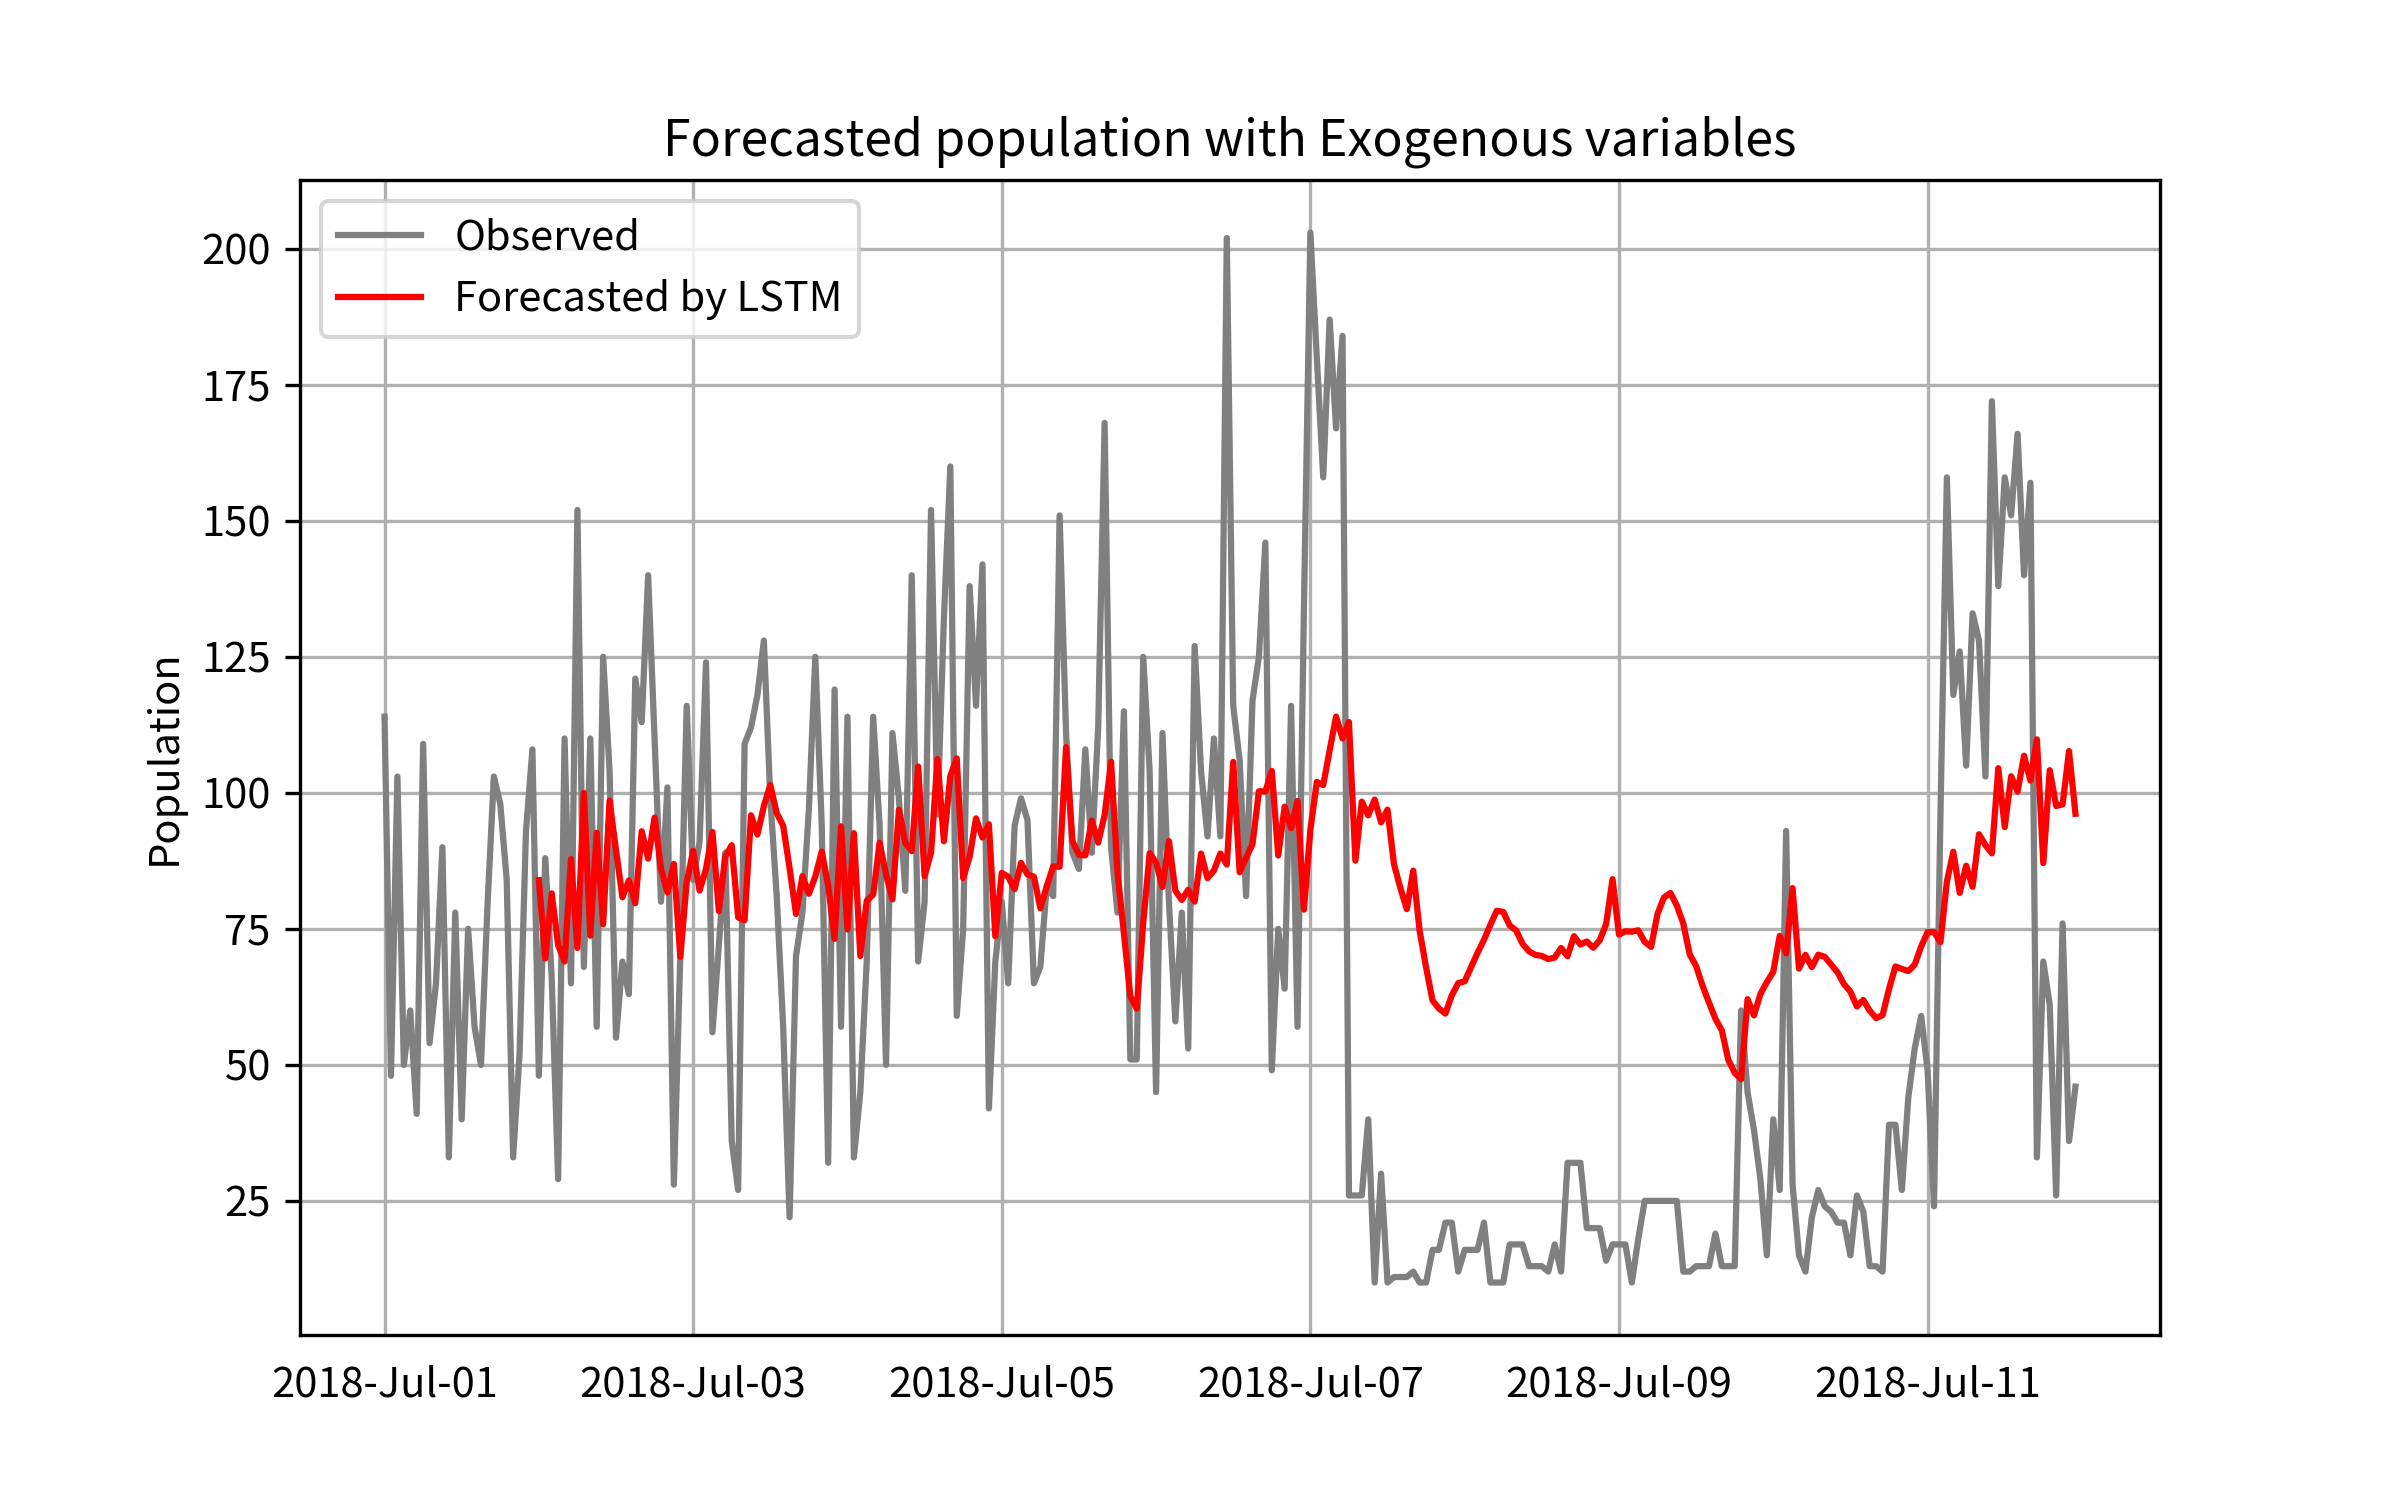 Forecasted population with Exogenous variables
Observed
Forecasted by LSTM
Population
200
175
150
125
100
75
50
25
2018-Jul-01
2018-Jul-03
2018-Jul-05
2018-Jul-07
2018-Jul-09
2018-Jul-11